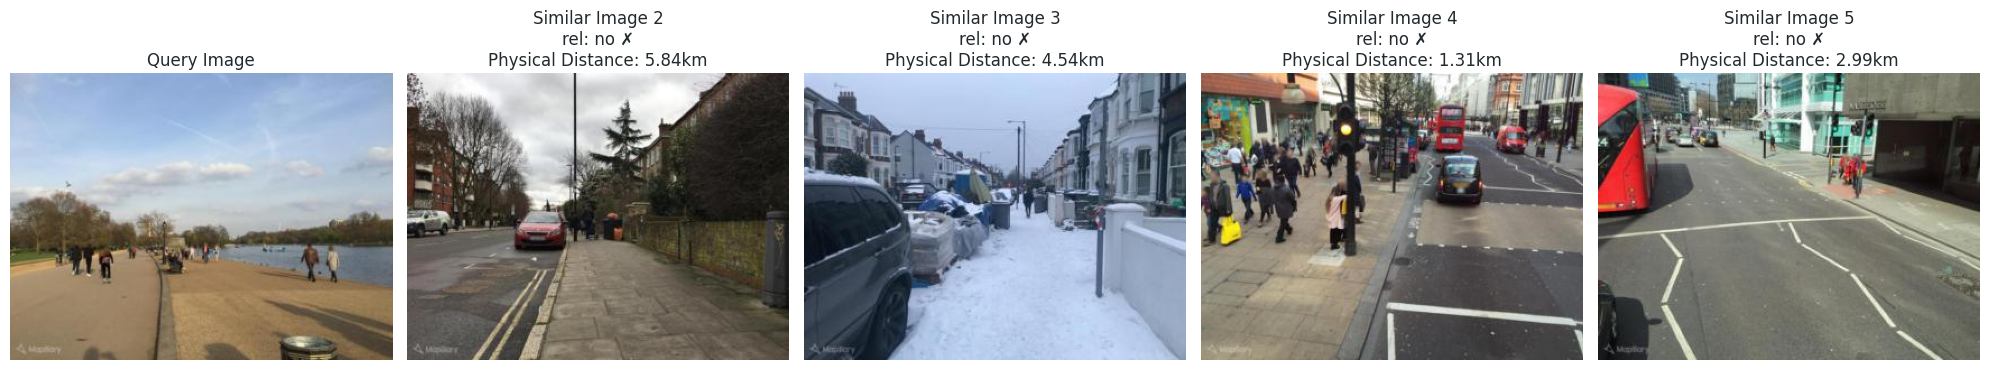 Query Image
Similar Image 2
rel: no ✗
Physical Distance: 5.84km
Similar Image 3
rel: no ✗
Physical Distance: 4.54km
Similar Image 4
rel: no ✗
Physical Distance: 1.31km
Similar Image 5
rel: no ✗
Physical Distance: 2.99km
Mapillary
Mapillary
Mapillary
Mapillary
Mapillary